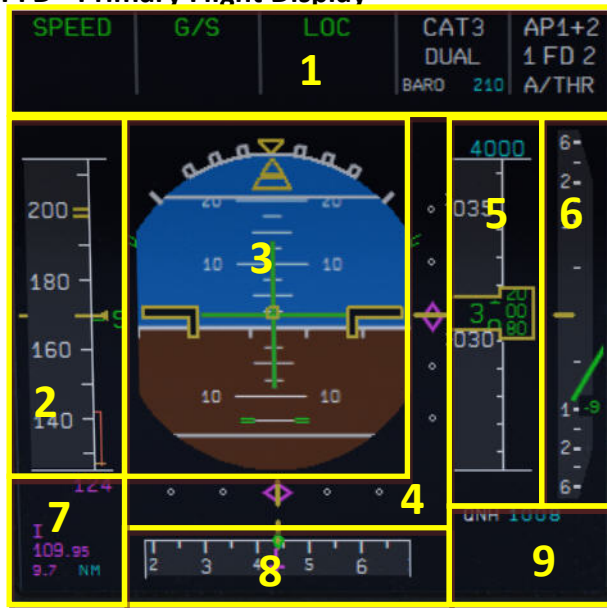 PFD - Primary Flight Display
SPEED G/S LOC CAT3 AP1+2
DUAL 1 FD 2
1
BARO 210 A/THR
4000
6
2
20 20
200 035 5 6
10 3 10
180
S
3 20
00
80
160
030
1 -9
2
140
10 10
2
6
124
4
QNH 1008
7
I
109.95
9.7 NM
2 3 4 5 6
8
9